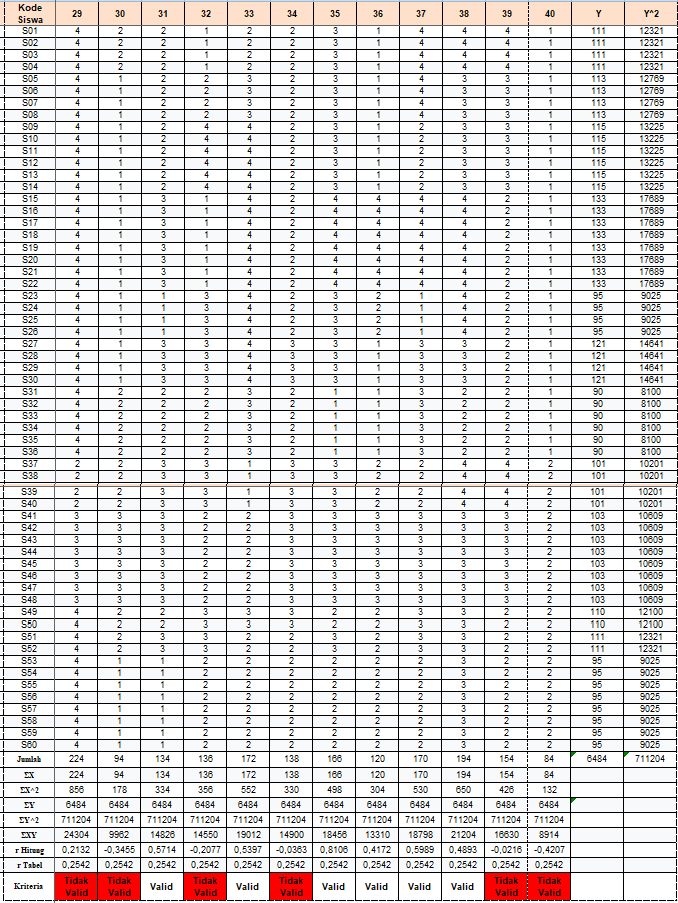 Kode Siswa 29 30 31 32 33 34 35 36 37 38 39 40 Y Y^2
S01 4 2 2 1 2 2 3 1 4 4 4 1 111 12321
S02 4 2 2 1 2 2 3 1 4 4 4 1 111 12321
S03 4 2 2 1 2 2 3 1 4 4 4 1 111 12321
S04 4 2 2 1 2 2 3 1 4 4 4 1 111 12321
S05 4 1 2 2 3 2 3 1 4 3 3 1 113 12769
S06 4 1 2 2 3 2 3 1 4 3 3 1 113 12769
S07 4 1 2 2 3 2 3 1 4 3 3 1 113 12769
S08 4 1 2 2 3 2 3 1 4 3 3 1 113 12769
S09 4 1 2 4 4 2 3 1 2 3 3 1 115 13225
S10 4 1 2 4 4 2 3 1 2 3 3 1 115 13225
S11 4 1 2 4 4 2 3 1 2 3 3 1 115 13225
S12 4 1 2 4 4 2 3 1 2 3 3 1 115 13225
S13 4 1 2 4 4 2 3 1 2 3 3 1 115 13225
S14 4 1 2 4 4 2 3 1 2 3 3 1 115 13225
S15 4 1 3 1 4 2 4 4 4 4 2 1 133 17689
S16 4 1 3 1 4 2 4 4 4 4 2 1 133 17689
S17 4 1 3 1 4 2 4 4 4 4 2 1 133 17689
S18 4 1 3 1 4 2 4 4 4 4 2 1 133 17689
S19 4 1 3 1 4 2 4 4 4 4 2 1 133 17689
S20 4 1 3 1 4 2 4 4 4 4 2 1 133 17689
S21 4 1 3 1 4 2 4 4 4 4 2 1 133 17689
S22 4 1 3 1 4 2 4 4 4 4 2 1 133 17689
S23 4 1 1 3 4 2 3 2 1 4 2 1 95 9025
S24 4 1 1 3 4 2 3 2 1 4 2 1 95 9025
S25 4 1 1 3 4 2 3 2 1 4 2 1 95 9025
S26 4 1 1 3 4 2 3 2 1 4 2 1 95 9025
S27 4 1 3 3 4 3 3 1 3 3 2 1 121 14641
S28 4 1 3 3 4 3 3 1 3 3 2 1 121 14641
S29 4 1 3 3 4 3 3 1 3 3 2 1 121 14641
S30 4 1 3 3 4 3 3 1 3 3 2 1 121 14641
S31 4 2 2 2 3 2 1 1 3 2 2 1 90 8100
S32 4 2 2 2 3 2 1 1 3 2 2 1 90 8100
S33 4 2 2 2 3 2 1 1 3 2 2 1 90 8100
S34 4 2 2 2 3 2 1 1 3 2 2 1 90 8100
S35 4 2 2 2 3 2 1 1 3 2 2 1 90 8100
S36 4 2 2 2 3 2 1 1 3 2 2 1 90 8100
S37 2 2 3 3 1 3 3 2 2 4 4 2 101 10201
S38 2 2 3 3 1 3 3 2 2 4 4 2 101 10201
S39 2 2 3 3 1 3 3 2 2 4 4 2 101 10201
S40 2 2 3 3 1 3 3 2 2 4 4 2 101 10201
S41 3 3 3 2 2 3 3 3 3 3 3 2 103 10609
S42 3 3 3 2 2 3 3 3 3 3 3 2 103 10609
S43 3 3 3 2 2 3 3 3 3 3 3 2 103 10609
S44 3 3 3 2 2 3 3 3 3 3 3 2 103 10609
S45 3 3 3 2 2 3 3 3 3 3 3 2 103 10609
S46 3 3 3 2 2 3 3 3 3 3 3 2 103 10609
S47 3 3 3 2 2 3 3 3 3 3 3 2 103 10609
S48 3 3 3 2 2 3 3 3 3 3 3 2 103 10609
S49 4 2 2 3 3 3 2 2 3 3 2 2 110 12100
S50 4 2 2 3 3 3 2 2 3 3 2 2 110 12100
S51 4 2 3 3 2 2 3 2 3 3 2 2 111 12321
S52 4 2 3 3 2 2 3 2 3 3 2 2 111 12321
S53 4 1 1 2 2 2 2 2 2 3 2 2 95 9025
S54 4 1 1 2 2 2 2 2 2 3 2 2 95 9025
S55 4 1 1 2 2 2 2 2 2 3 2 2 95 9025
S56 4 1 1 2 2 2 2 2 2 3 2 2 95 9025
S57 4 1 1 2 2 2 2 2 2 3 2 2 95 9025
S58 4 1 1 2 2 2 2 2 2 3 2 2 95 9025
S59 4 1 1 2 2 2 2 2 2 3 2 2 95 9025
S60 4 1 1 2 2 2 2 2 2 3 2 2 95 9025
Jumlah 224 94 134 136 172 138 166 120 170 194 154 84 6484 711204
ΣX 224 94 134 136 172 138 166 120 170 194 154 84
ΣX^2 856 178 334 356 552 330 498 304 530 650 426 132
ΣY 6484 6484 6484 6484 6484 6484 6484 6484 6484 6484 6484 6484
ΣY^2 711204 711204 711204 711204 711204 711204 711204 711204 711204 711204 711204 711204
ΣXY 24304 9962 14826 14550 19012 14900 18456 13310 18798 21204 16630 8914
r Hitung 0,2132 -0,3455 0,5714 -0,2077 0,5397 -0,0363 0,8106 0,4172 0,5989 0,4893 -0,0216 -0,4207
r Tabel 0,2542 0,2542 0,2542 0,2542 0,2542 0,2542 0,2542 0,2542 0,2542 0,2542 0,2542 0,2542
Kriteria Tidak Valid Tidak Valid Valid Tidak Valid Valid Tidak Valid Valid Valid Valid Valid Tidak Valid Tidak Valid